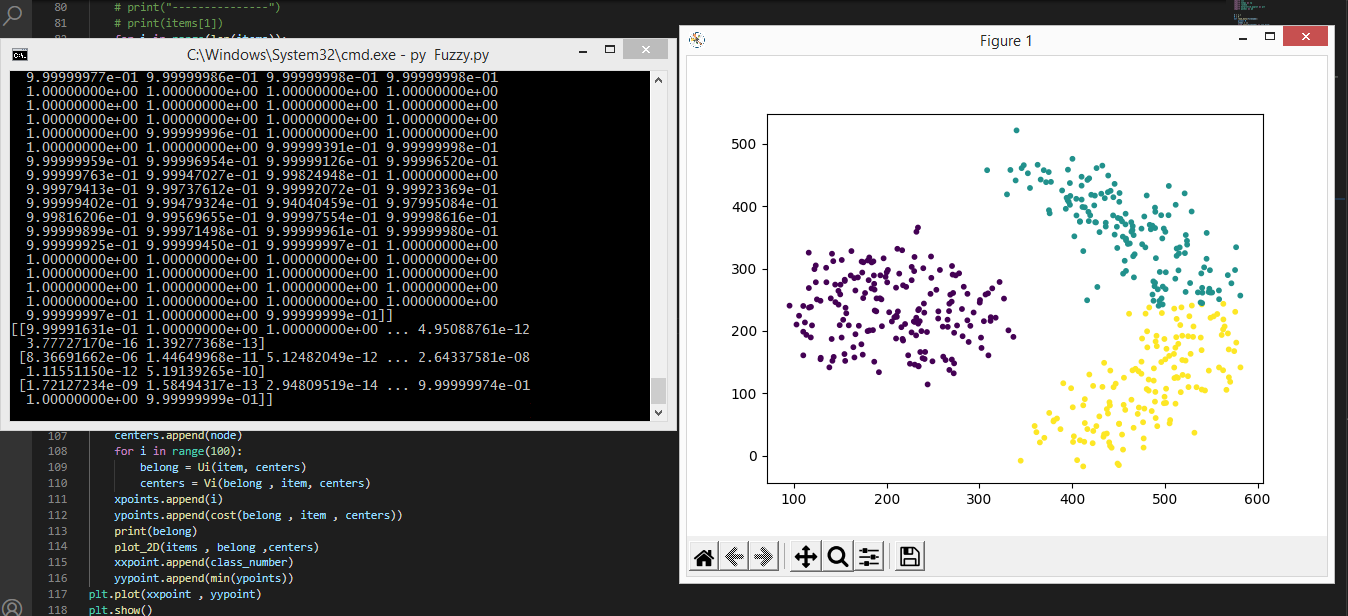 80 # print("---------------")
81 # print(items[1])
82 for i in range(len(items)):
C:\Windows\System32\cmd.exe - py Fuzzy.py
9.99999977e-01 9.99999986e-01 9.99999998e-01 9.99999998e-01
1.00000000e+00 1.00000000e+00 1.00000000e+00 1.00000000e+00
1.00000000e+00 1.00000000e+00 1.00000000e+00 1.00000000e+00
1.00000000e+00 1.00000000e+00 1.00000000e+00 1.00000000e+00
1.00000000e+00 9.99999996e-01 1.00000000e+00 1.00000000e+00
1.00000000e+00 1.00000000e+00 9.99999391e-01 9.99999998e-01
9.99999959e-01 9.99996954e-01 9.99999126e-01 9.99996520e-01
9.99999763e-01 9.99947027e-01 9.99824948e-01 1.00000000e+00
9.99979413e-01 9.99737612e-01 9.99992072e-01 9.99923369e-01
9.99999402e-01 9.99479324e-01 9.94040459e-01 9.97995084e-01
9.99816206e-01 9.99569655e-01 9.99997554e-01 9.99998616e-01
9.99999899e-01 9.99971498e-01 9.99999961e-01 9.99999980e-01
9.99999925e-01 9.99999450e-01 9.99999997e-01 1.00000000e+00
1.00000000e+00 1.00000000e+00 1.00000000e+00 1.00000000e+00
1.00000000e+00 1.00000000e+00 1.00000000e+00 1.00000000e+00
1.00000000e+00 1.00000000e+00 1.00000000e+00 1.00000000e+00
1.00000000e+00 1.00000000e+00 1.00000000e+00 1.00000000e+00
9.99999997e-01 1.00000000e+00 9.99999999e-01]]
[[9.99991631e-01 1.00000000e+00 1.00000000e+00 ... 4.95088761e-12
3.77727170e-16 1.39277368e-13]
[8.36691662e-06 1.44649968e-11 5.12482049e-12 ... 2.64337581e-08
1.11551150e-12 5.19139265e-10]
[1.72127234e-09 1.58494317e-13 2.94809519e-14 ... 9.99999974e-01
1.00000000e+00 9.99999999e-01]]
107 centers.append(node)
108 for i in range(100):
109 belong = Ui(item, centers)
110 centers = Vi(belong , item, centers)
111 xpoints.append(i)
112 ypoints.append(cost(belong , item , centers))
113 print(belong)
114 plot_2D(items , belong ,centers)
115 xxpoint.append(class_number)
116 yypoint.append(min(ypoints))
117 plt.plot(xxpoint , yypoint)
118 plt.show()
Figure 1
500
400
300
200
100
0
100 200 300 400 500 600